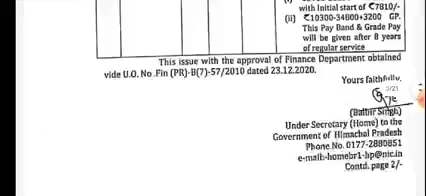 with initial start of ₹7810/-
(ii) ₹10300-34800+3200 GP.
This Pay Band & Grade Pay
will be given after 8 years
of regular service
This issue with the approval of Finance Department obtained
vide U.O. No .Fin (PR)-B(7)-57/2010 dated 23.12.2020.
Yours faithfully,
(Balbir Singh)
Under Secretary (Home) to the
Government of Himachal Pradesh
Phone No. 0177-2880851
e-mail:-homebr1-hp@nic.in
Contd. page 2/-